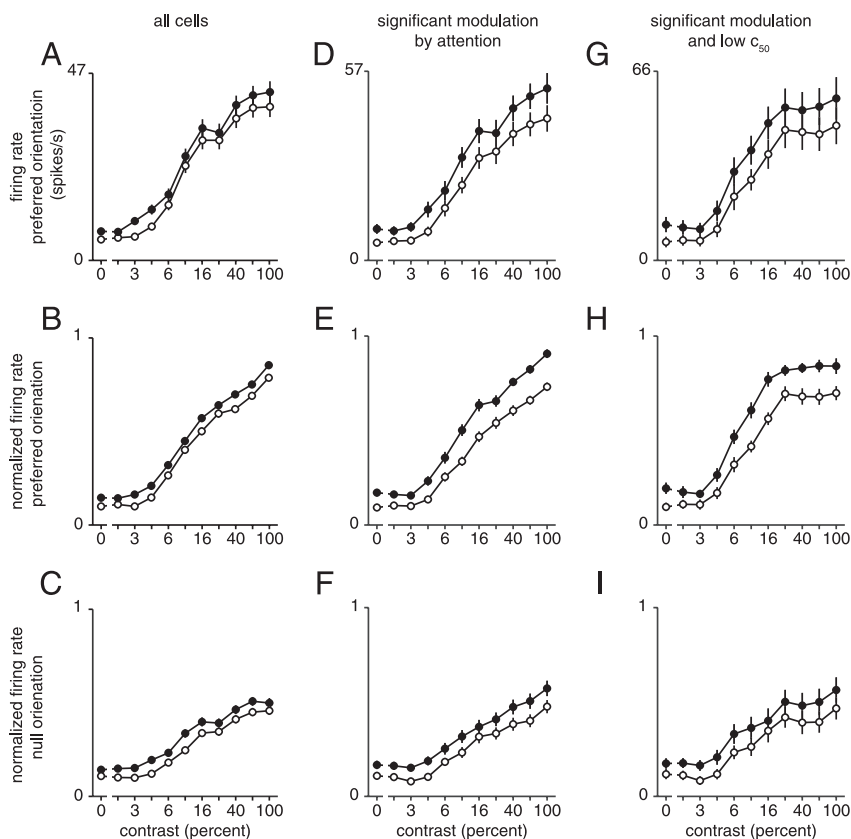 all cells
significant modulation
by attention
significant modulation
and low c50
A
D
G
47
57
66
firing rate
preferred orientatioin
(spikes/s)
0
0
0
0 3 6 16 40 100
0 3 6 16 40 100
0 3 6 16 40 100
B
E
H
1
1
1
normalized firing rate
preferred orienation
0
0
0
0 3 6 16 40 100
0 3 6 16 40 100
0 3 6 16 40 100
C
F
I
1
1
1
normalized firing rate
null orienation
0
0
0
0 3 6 16 40 100
0 3 6 16 40 100
0 3 6 16 40 100
contrast (percent)
contrast (percent)
contrast (percent)